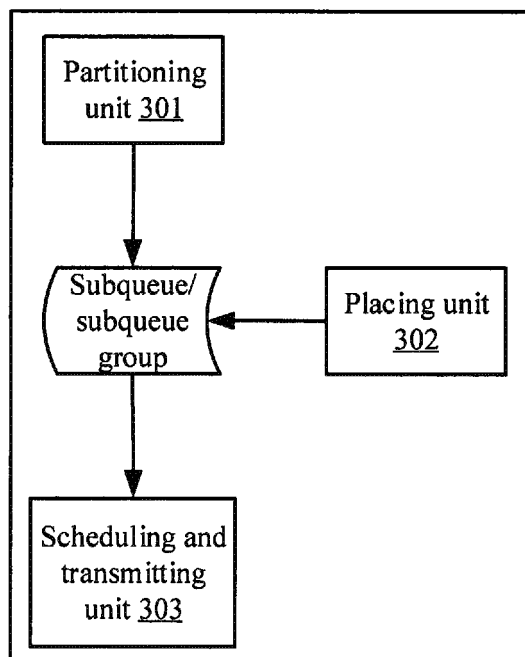 Partitioning
unit 301
Subqueue/
subqueue
group
Placing unit
302
Scheduling and
transmitting
unit 303